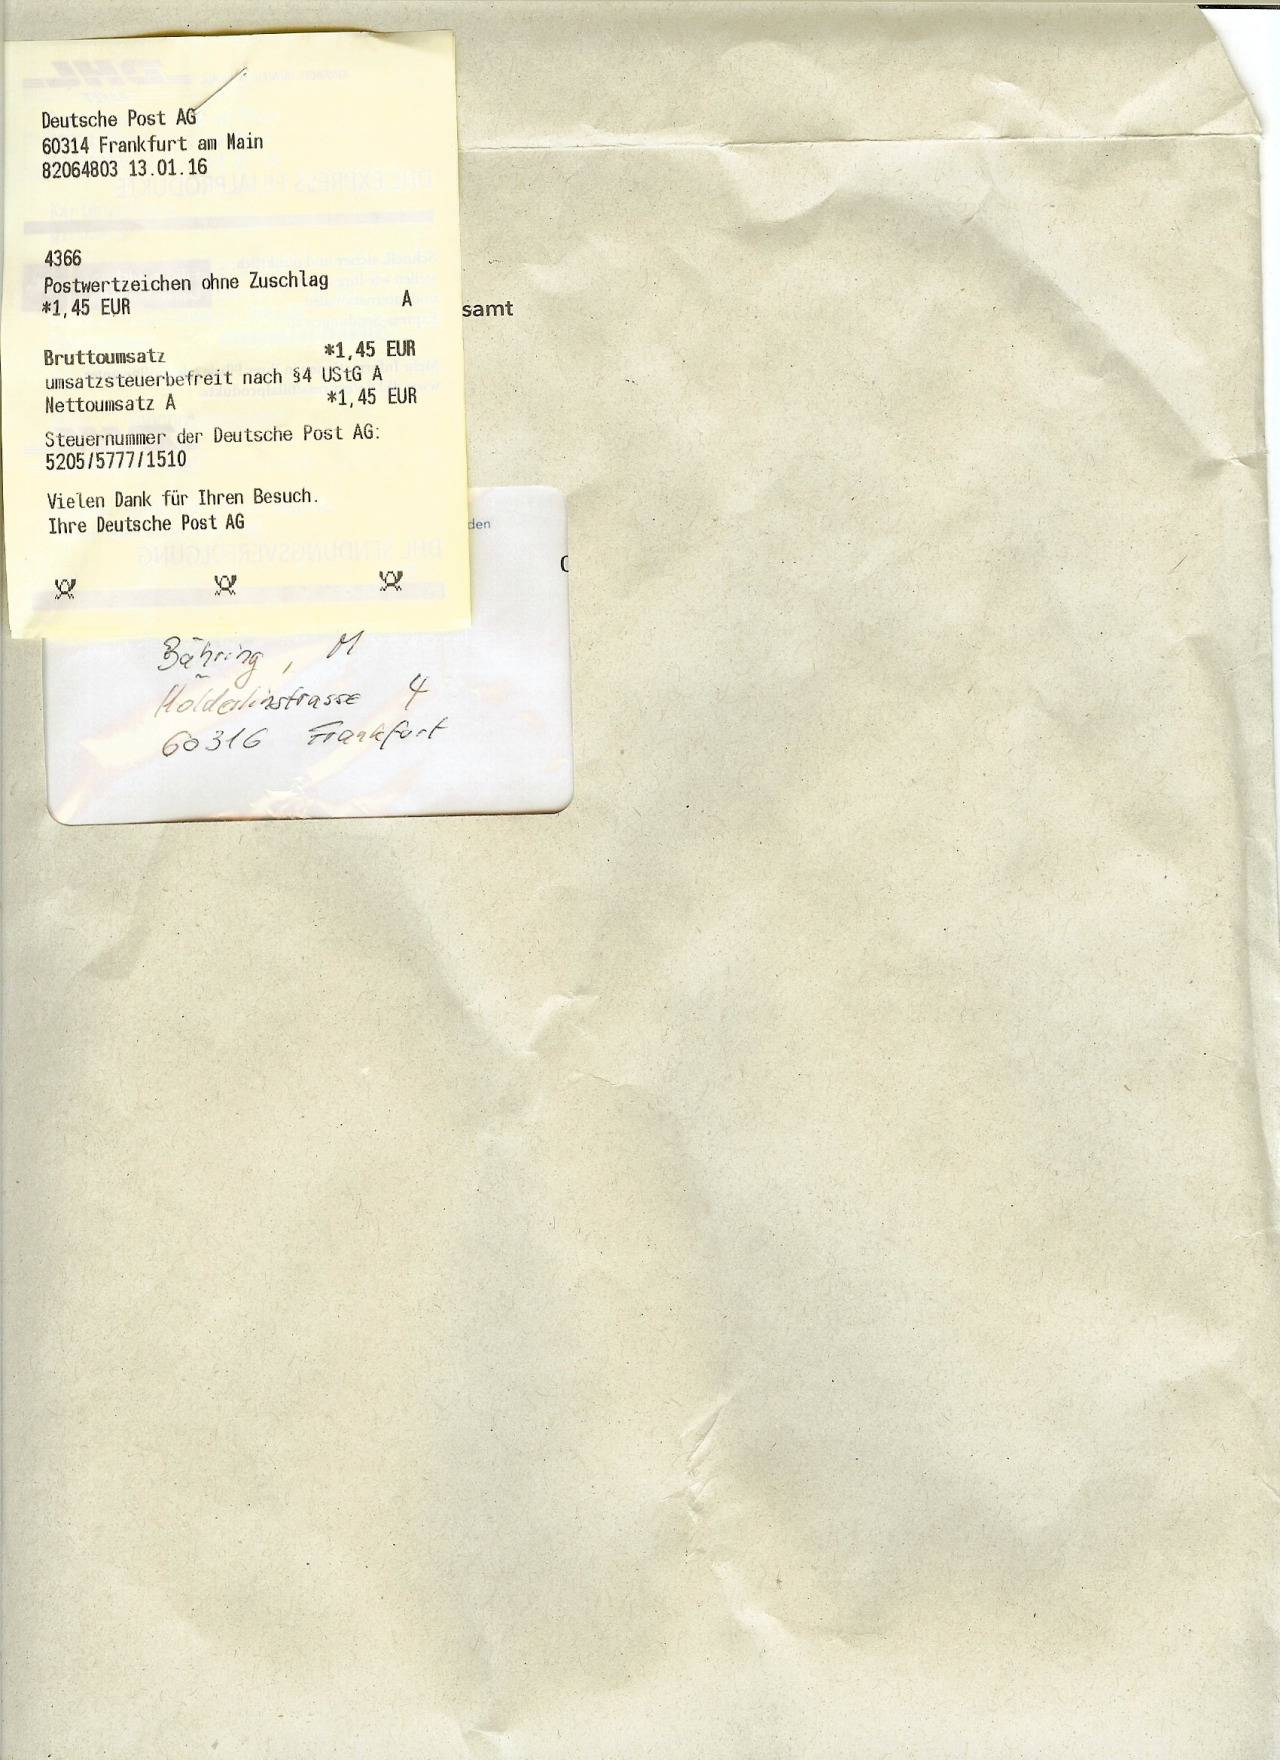 Deutsche Post AG
60314 Frankfurt am Main
82064803 13.01.16
4366
Postwertzeichen ohne Zuschlag
*1,45 EUR A
samt
Bruttoumsatz *1,45 EUR
umsatzsteuerbefreit nach §4 UStG A
Nettoumsatz A *1,45 EUR
Steuernummer der Deutsche Post AG:
5205/5777/1510
Vielen Dank für Ihren Besuch.
Ihre Deutsche Post AG
den
Bähring, M
Hölderlinstrasse 4
60316 Frankfurt